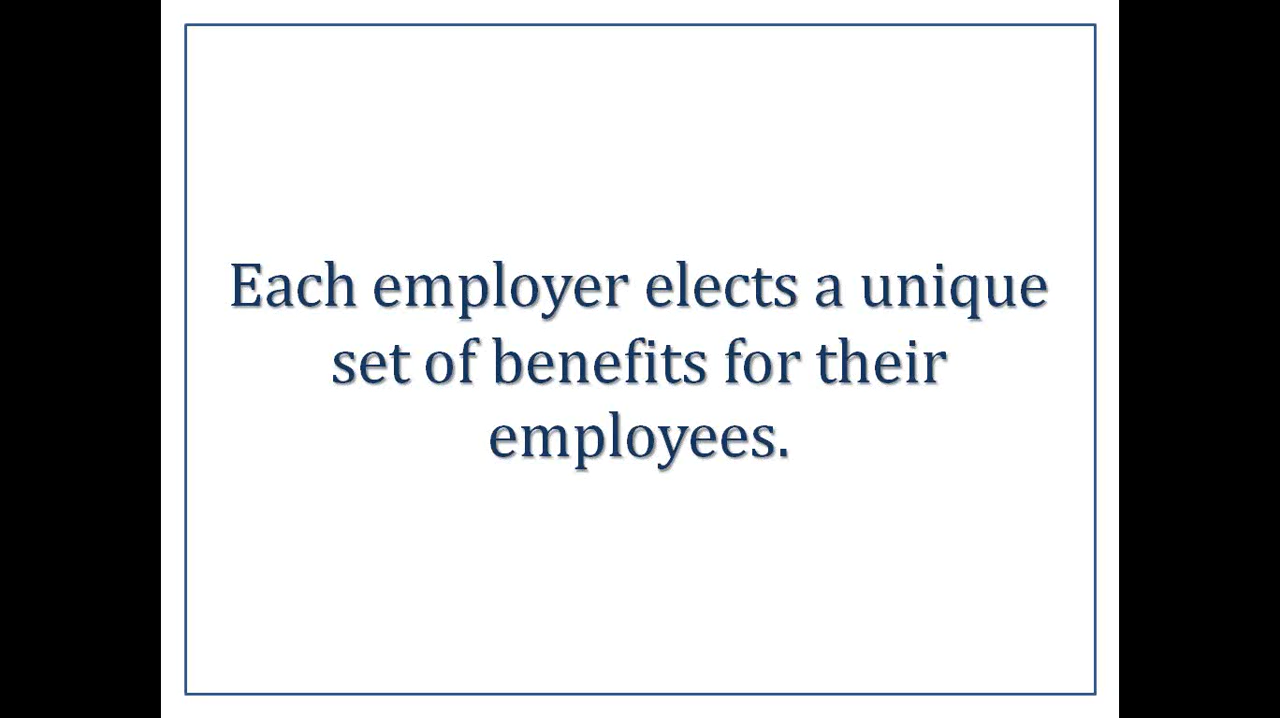 Each employer elects a unique
set of benefits for their
employees.